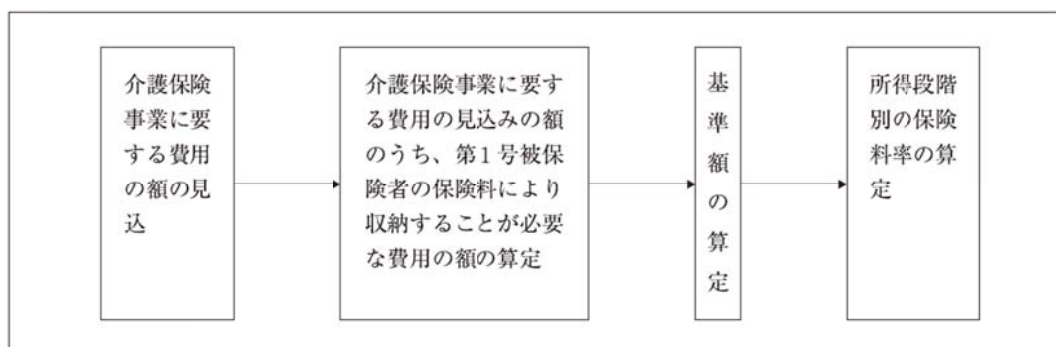 介護保険
事業に要
する費用
の額の見
込
介護保険事業に要す
る費用の見込みの額
のうち、第1号被保
険者の保険料により
収納することが必要
な費用の額の算定
基準額の算定
所得段階
別の保険
料率の算
定